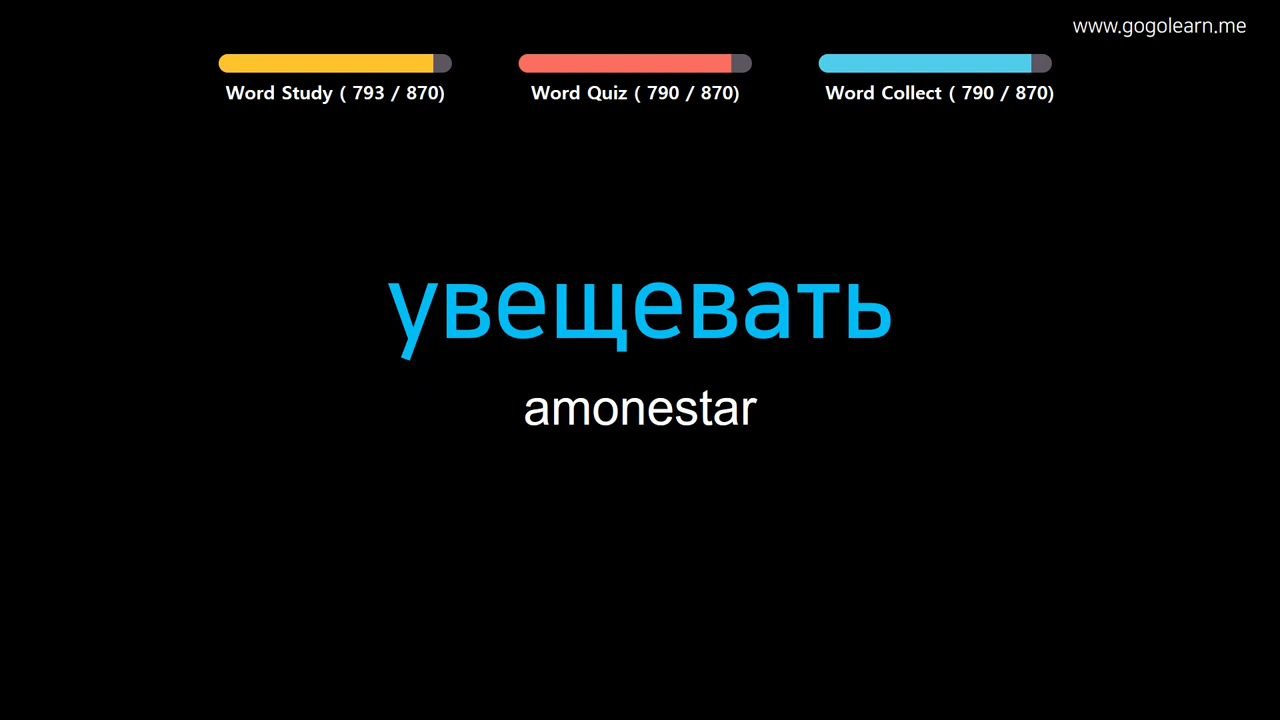 www.gogolearn.me
Word Study ( 793 / 870)
Word Quiz ( 790 / 870)
Word Collect ( 790 / 870)
увещевать
amonestar